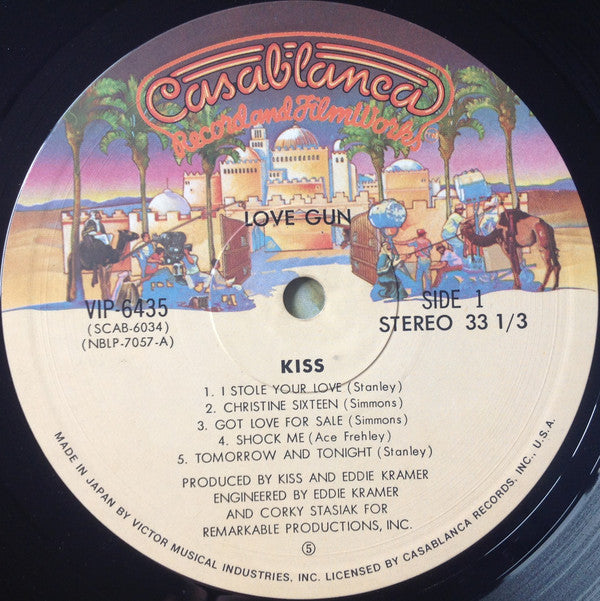 Casablanca
Record and FilmWorks
LOVE GUN
VIP-6435
(SCAB-6034)
(NBLP-7057-A)
SIDE 1
STEREO 33 1/3
KISS
1. I STOLE YOUR LOVE (Stanley)
2. CHRISTINE SIXTEEN (Simmons)
3. GOT LOVE FOR SALE (Simmons)
4. SHOCK ME (Ace Frehley)
5. TOMORROW AND TONIGHT (Stanley)
PRODUCED BY KISS AND EDDIE KRAMER
ENGINEERED BY EDDIE KRAMER
AND CORKY STASIAK FOR
REMARKABLE PRODUCTIONS, INC.
5
MADE IN JAPAN BY VICTOR MUSICAL INDUSTRIES, INC. LICENSED BY CASABLANCA RECORDS, INC., U.S.A.